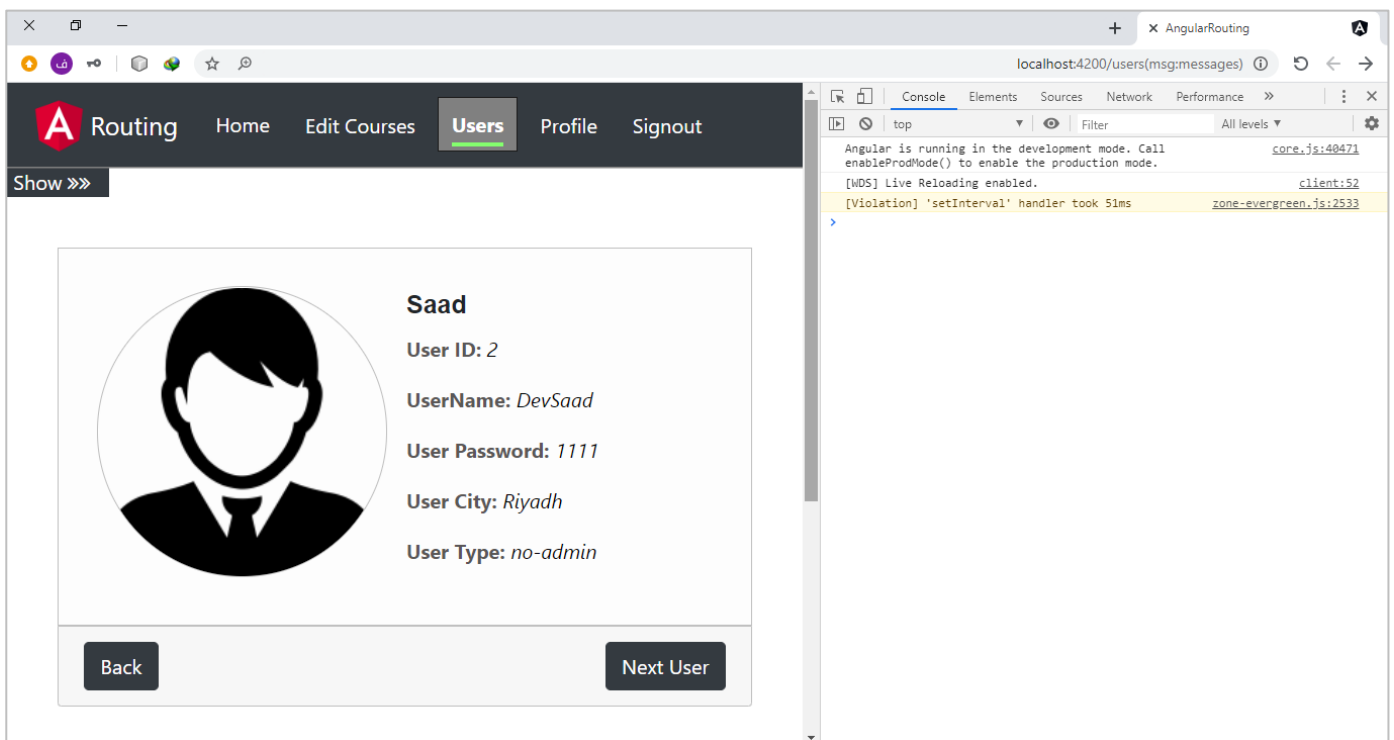 AngularRouting
ف
localhost:4200/users(msg:messages)
A Routing Home Edit Courses Users Profile Signout
Show
Saad
User ID: 2
UserName: DevSaad
User Password: 1111
User City: Riyadh
User Type: no-admin
Back Next User
Console Elements Sources Network Performance
top Filter All levels
Angular is running in the development mode. Call core.js:40471
enableProdMode() to enable the production mode.
[WDS] Live Reloading enabled. client:52
[Violation] 'setInterval' handler took 51ms zone-evergreen.js:2533